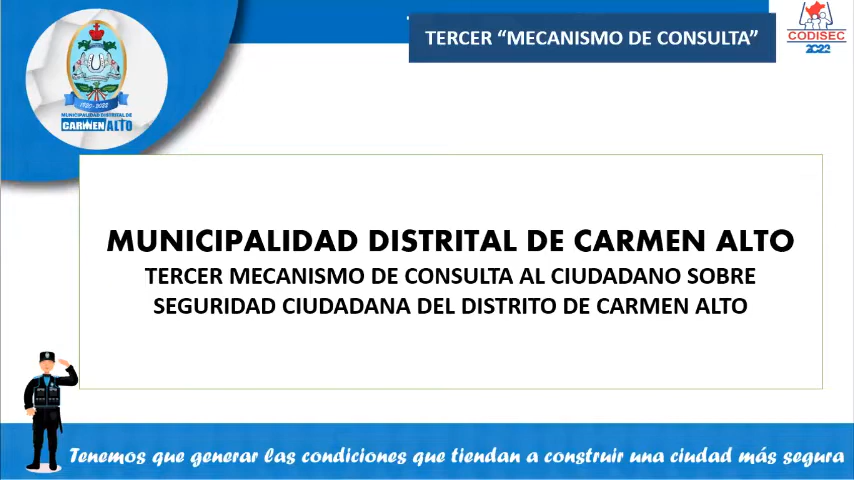 TERCER “MECANISMO DE CONSULTA”
CODISEC
2023
1920-2022
MUNICIPALIDAD DISTRITAL DE
CARMEN ALTO
MUNICIPALIDAD DISTRITAL DE CARMEN ALTO
TERCER MECANISMO DE CONSULTA AL CIUDADANO SOBRE
SEGURIDAD CIUDADANA DEL DISTRITO DE CARMEN ALTO
Tenemos que generar las condiciones que tiendan a construir una ciudad más segura